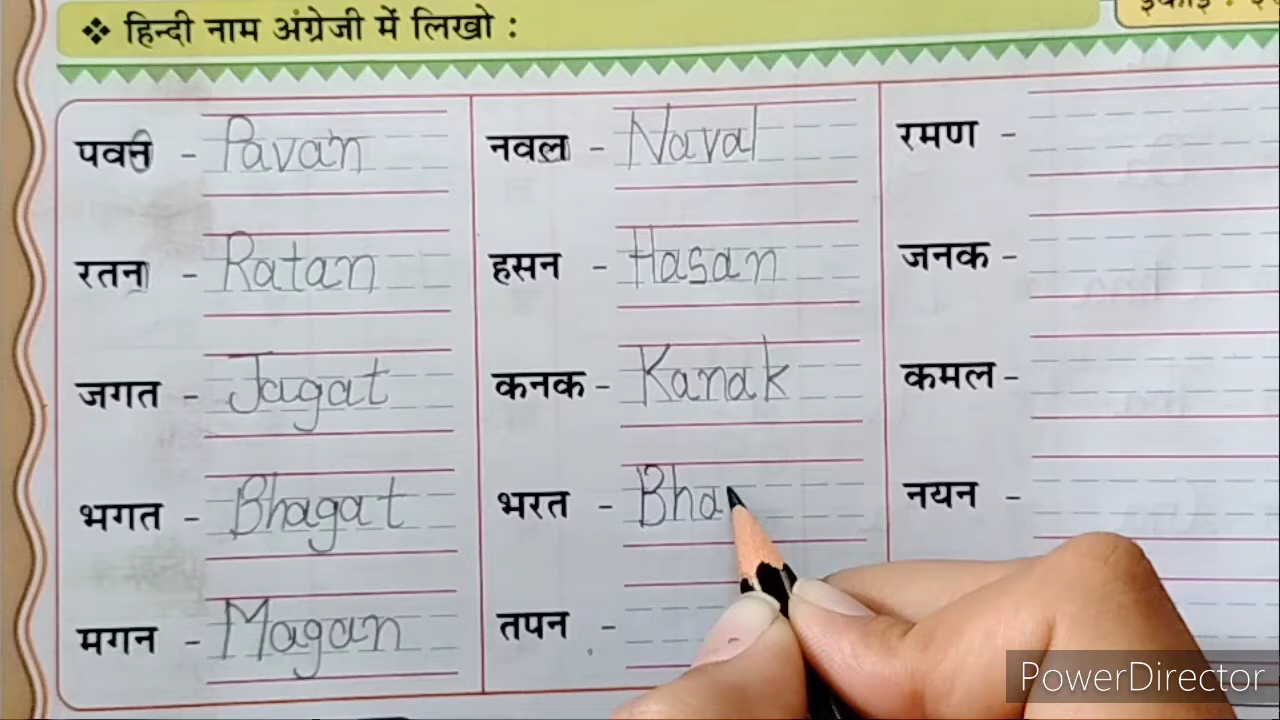 ❖ हिन्दी नाम अंग्रेजी में लिखो :
पवन - Pavan
रतन - Ratan
जगत - Jagat
भगत - Bhagat
मगन - Magan
नवल - Naval
हसन - Hasan
कनक - Kanak
भरत - Bha
तपन -
रमण -
जनक -
कमल -
नयन -
PowerDirector